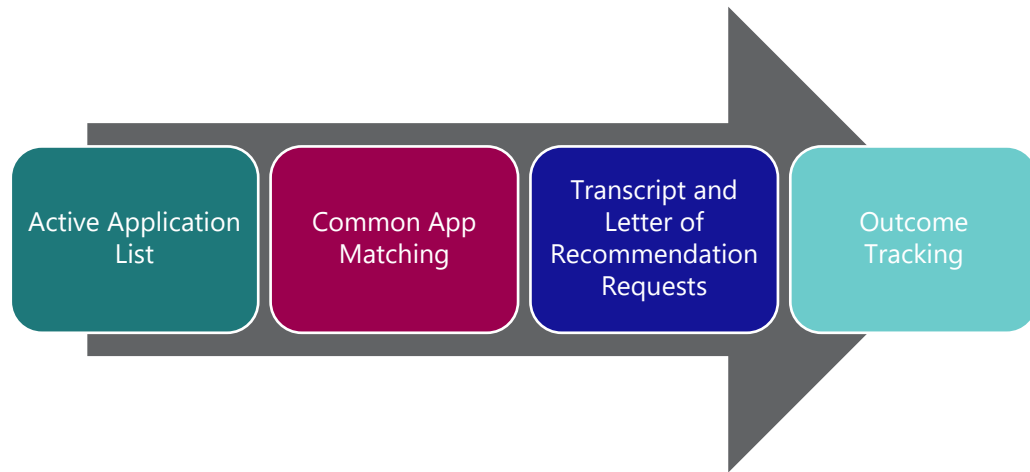 Active Application
List
Common App
Matching
Transcript and
Letter of
Recommendation
Requests
Outcome
Tracking